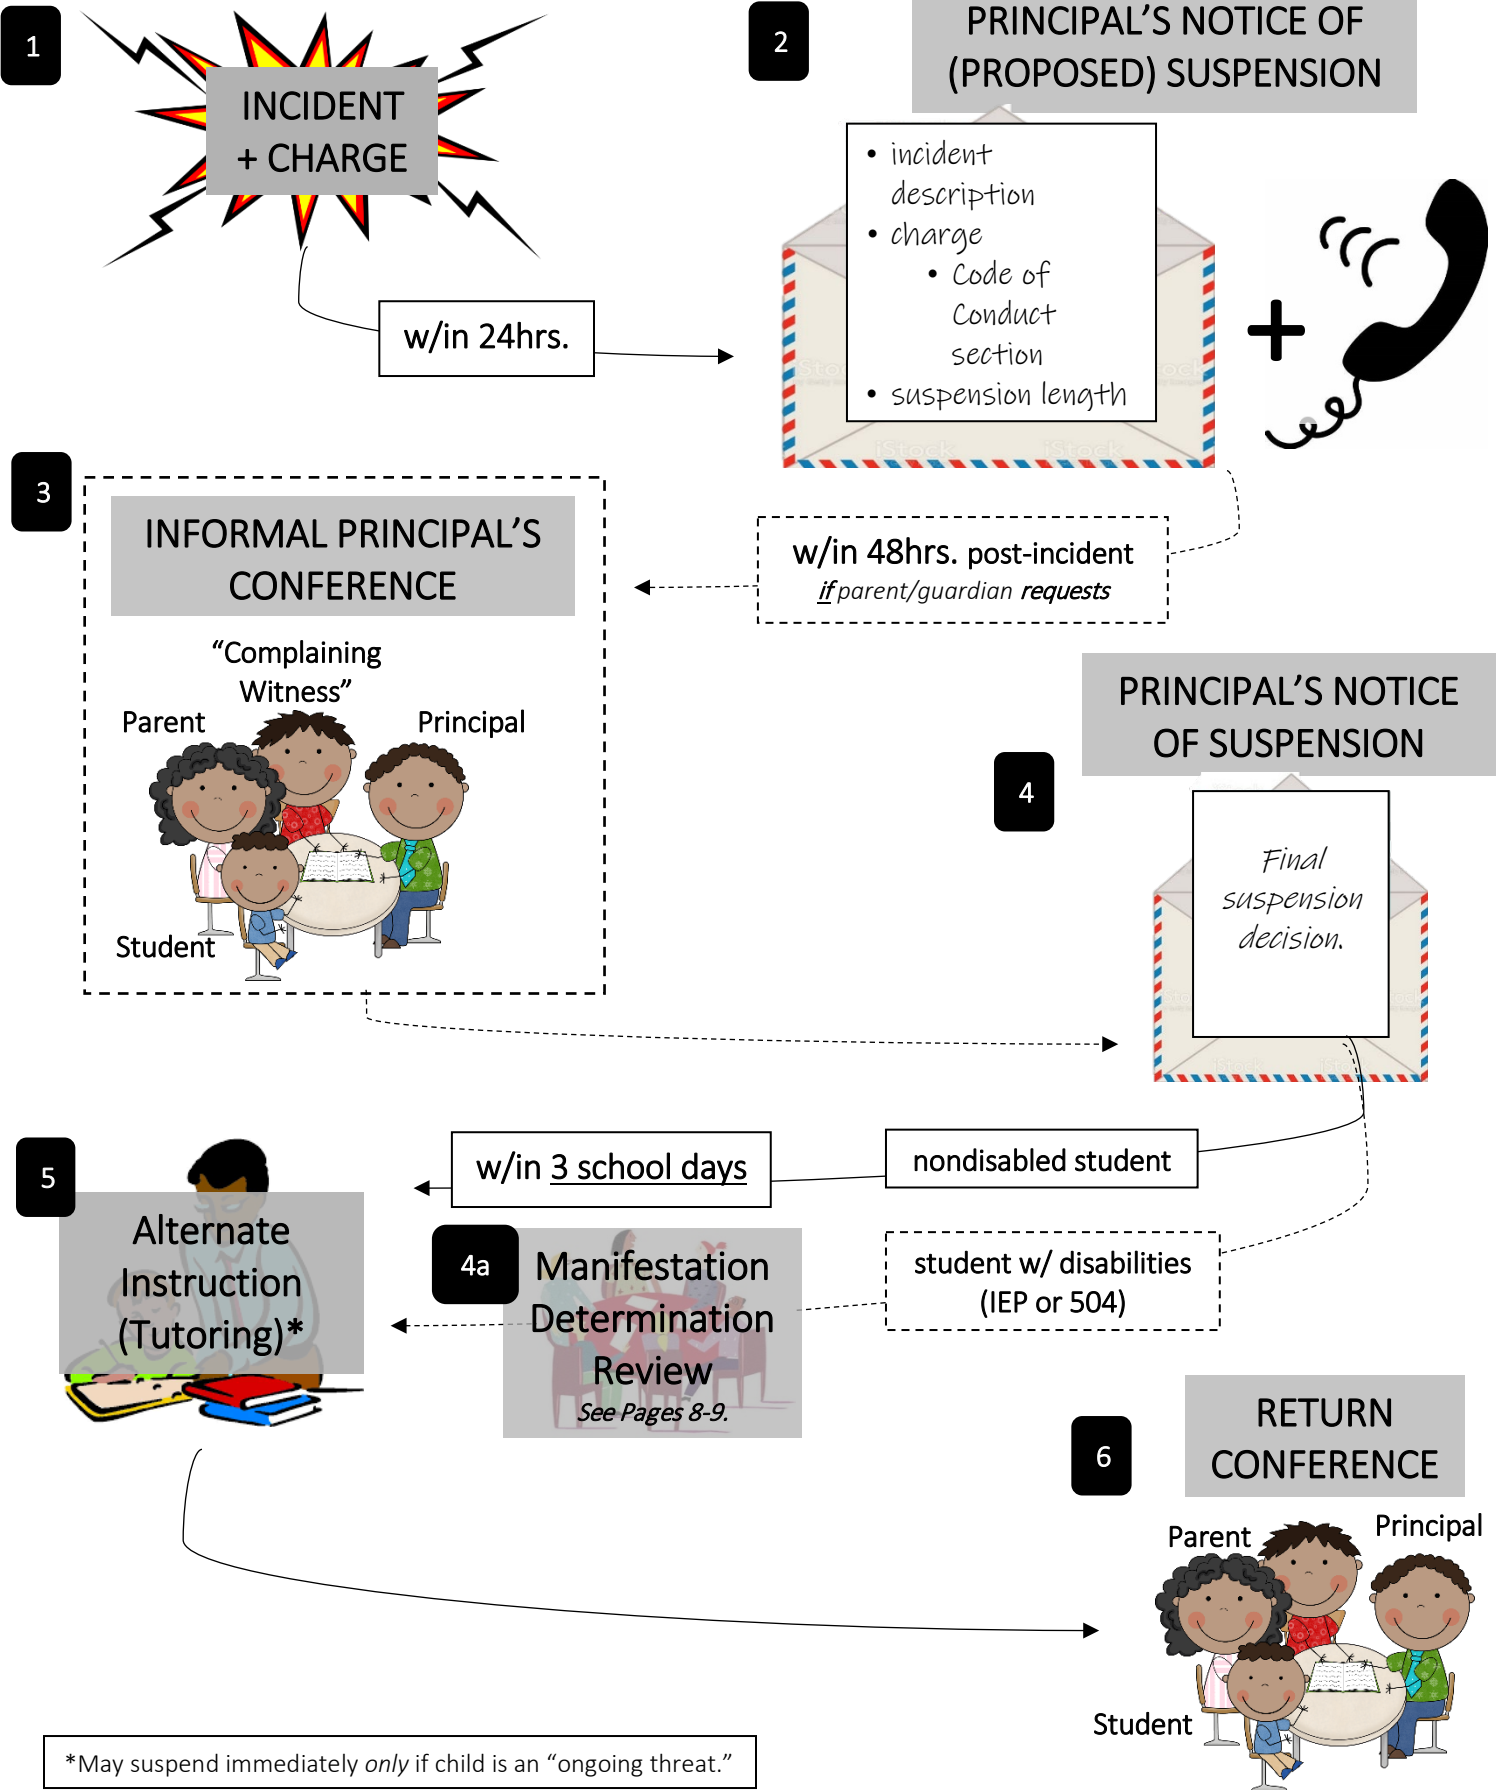 1
INCIDENT
+ CHARGE
w/in 24hrs.
2
PRINCIPAL’S NOTICE OF
(PROPOSED) SUSPENSION
• incident
description
• charge
• Code of
Conduct
section
• suspension length
+
iStock
iStock
3
INFORMAL PRINCIPAL’S
CONFERENCE
“Complaining
Witness”
Parent
Principal
Student
w/in 48hrs. post-incident
if parent/guardian requests
PRINCIPAL’S NOTICE
OF SUSPENSION
4
Final
suspension
decision.
iStock
iStock
5
Alternate
Instruction
(Tutoring)*
w/in 3 school days
nondisabled student
4a
Manifestation
Determination
Review
See Pages 8-9.
student w/ disabilities
(IEP or 504)
6
RETURN
CONFERENCE
Parent
Principal
Student
*May suspend immediately only if child is an “ongoing threat.”